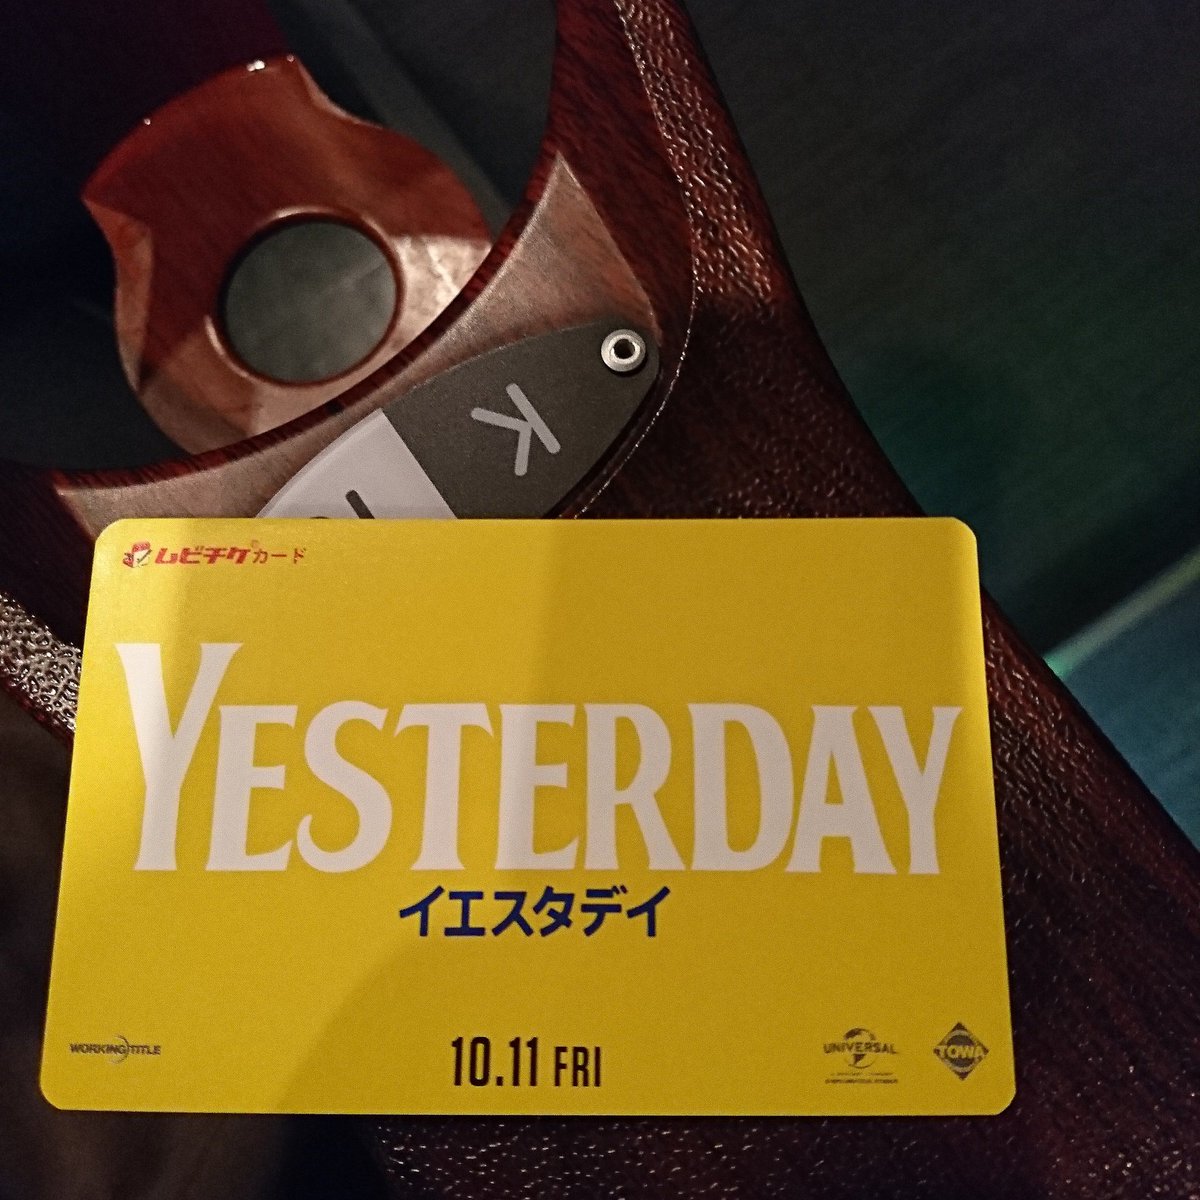 K
ムビチケカード
YESTERDAY
イエスタデイ
WORKING TITLE
10.11 FRI
UNIVERSAL
TOWA